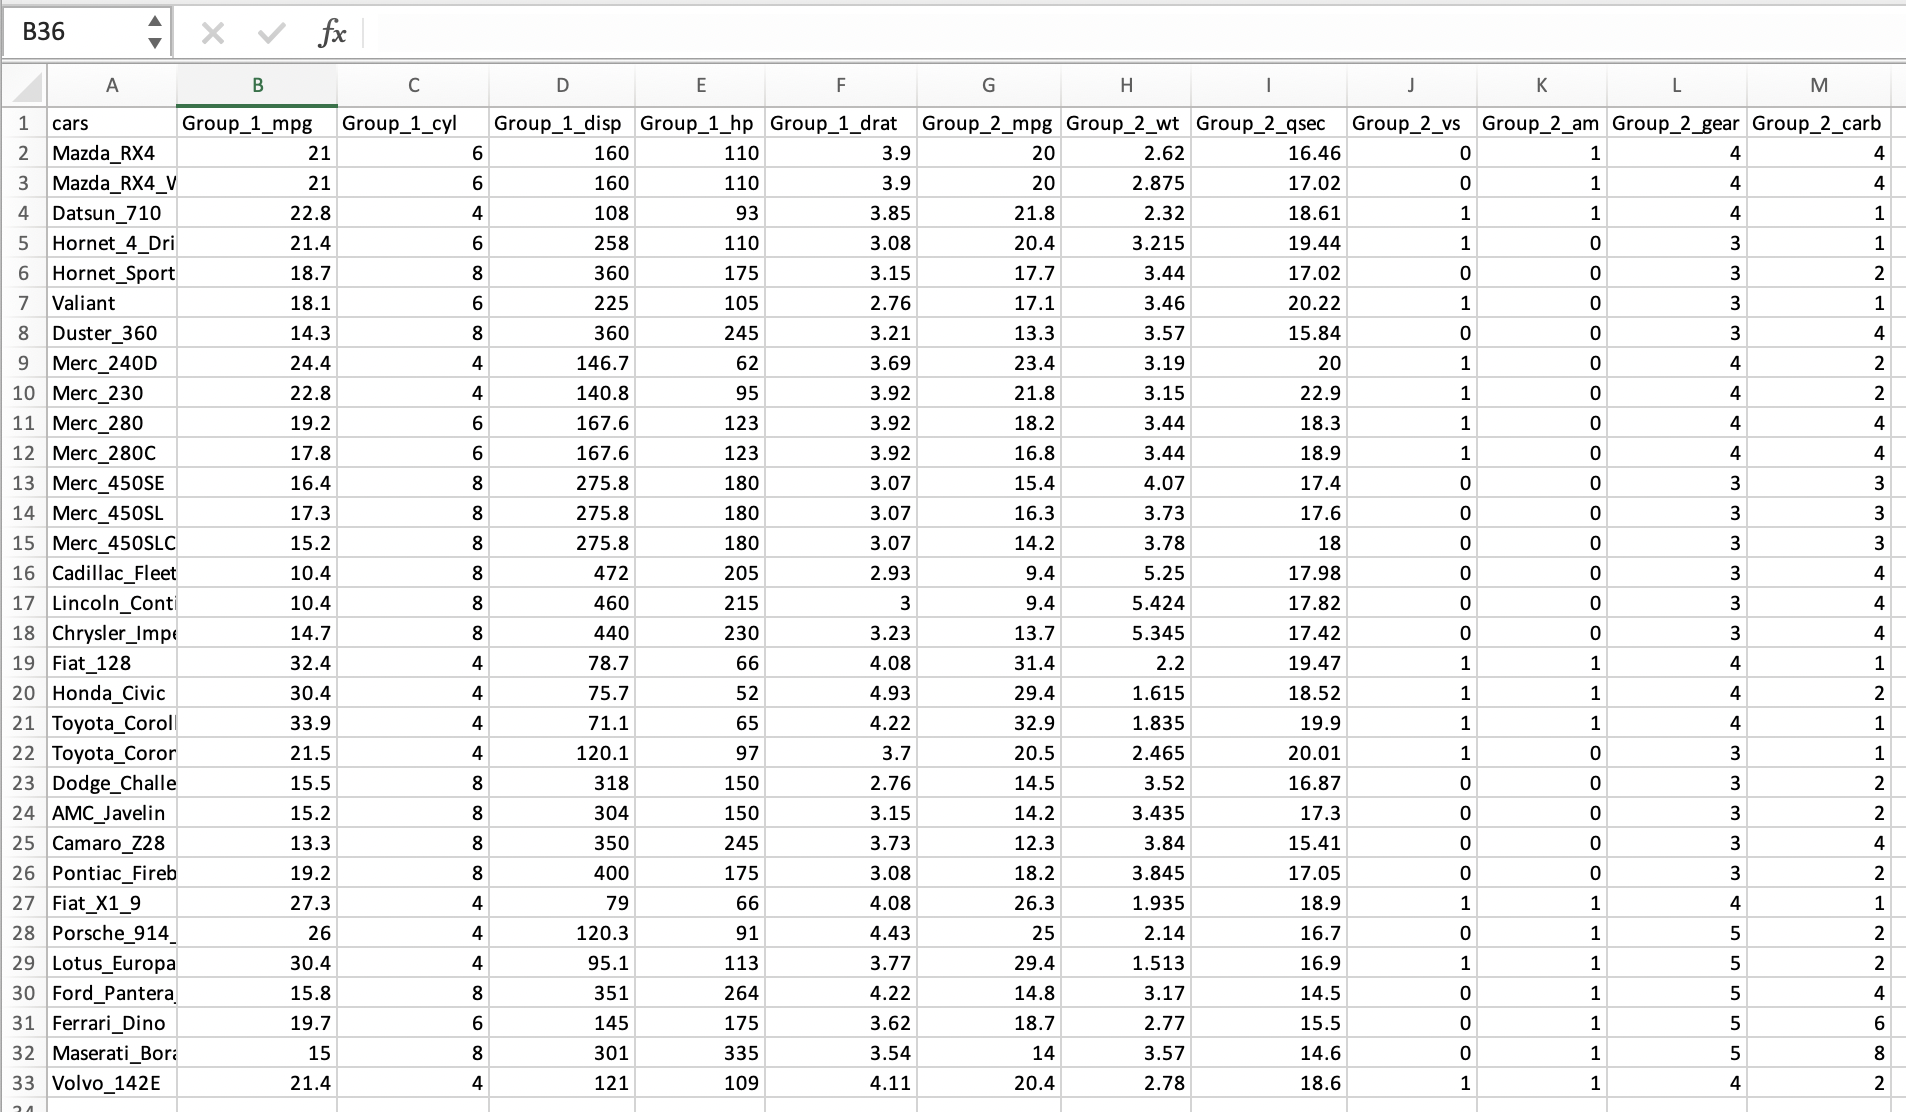 B36 fx
A B C D E F G H I J K L M
1 cars Group_1_mpg Group_1_cyl Group_1_disp Group_1_hp Group_1_drat Group_2_mpg Group_2_wt Group_2_qsec Group_2_vs Group_2_am Group_2_gear Group_2_carb
2 Mazda_RX4 21 6 160 110 3.9 20 2.62 16.46 0 1 4 4
3 Mazda_RX4_W 21 6 160 110 3.9 20 2.875 17.02 0 1 4 4
4 Datsun_710 22.8 4 108 93 3.85 21.8 2.32 18.61 1 1 4 1
5 Hornet_4_Dri 21.4 6 258 110 3.08 20.4 3.215 19.44 1 0 3 1
6 Hornet_Sport 18.7 8 360 175 3.15 17.7 3.44 17.02 0 0 3 2
7 Valiant 18.1 6 225 105 2.76 17.1 3.46 20.22 1 0 3 1
8 Duster_360 14.3 8 360 245 3.21 13.3 3.57 15.84 0 0 3 4
9 Merc_240D 24.4 4 146.7 62 3.69 23.4 3.19 20 1 0 4 2
10 Merc_230 22.8 4 140.8 95 3.92 21.8 3.15 22.9 1 0 4 2
11 Merc_280 19.2 6 167.6 123 3.92 18.2 3.44 18.3 1 0 4 4
12 Merc_280C 17.8 6 167.6 123 3.92 16.8 3.44 18.9 1 0 4 4
13 Merc_450SE 16.4 8 275.8 180 3.07 15.4 4.07 17.4 0 0 3 3
14 Merc_450SL 17.3 8 275.8 180 3.07 16.3 3.73 17.6 0 0 3 3
15 Merc_450SLC 15.2 8 275.8 180 3.07 14.2 3.78 18 0 0 3 3
16 Cadillac_Fleet 10.4 8 472 205 2.93 9.4 5.25 17.98 0 0 3 4
17 Lincoln_Conti 10.4 8 460 215 3 9.4 5.424 17.82 0 0 3 4
18 Chrysler_Impe 14.7 8 440 230 3.23 13.7 5.345 17.42 0 0 3 4
19 Fiat_128 32.4 4 78.7 66 4.08 31.4 2.2 19.47 1 1 4 1
20 Honda_Civic 30.4 4 75.7 52 4.93 29.4 1.615 18.52 1 1 4 2
21 Toyota_Coroll 33.9 4 71.1 65 4.22 32.9 1.835 19.9 1 1 4 1
22 Toyota_Coron 21.5 4 120.1 97 3.7 20.5 2.465 20.01 1 0 3 1
23 Dodge_Challe 15.5 8 318 150 2.76 14.5 3.52 16.87 0 0 3 2
24 AMC_Javelin 15.2 8 304 150 3.15 14.2 3.435 17.3 0 0 3 2
25 Camaro_Z28 13.3 8 350 245 3.73 12.3 3.84 15.41 0 0 3 4
26 Pontiac_Fireb 19.2 8 400 175 3.08 18.2 3.845 17.05 0 0 3 2
27 Fiat_X1_9 27.3 4 79 66 4.08 26.3 1.935 18.9 1 1 4 1
28 Porsche_914_ 26 4 120.3 91 4.43 25 2.14 16.7 0 1 5 2
29 Lotus_Europa 30.4 4 95.1 113 3.77 29.4 1.513 16.9 1 1 5 2
30 Ford_Pantera_ 15.8 8 351 264 4.22 14.8 3.17 14.5 0 1 5 4
31 Ferrari_Dino 19.7 6 145 175 3.62 18.7 2.77 15.5 0 1 5 6
32 Maserati_Bora 15 8 301 335 3.54 14 3.57 14.6 0 1 5 8
33 Volvo_142E 21.4 4 121 109 4.11 20.4 2.78 18.6 1 1 4 2